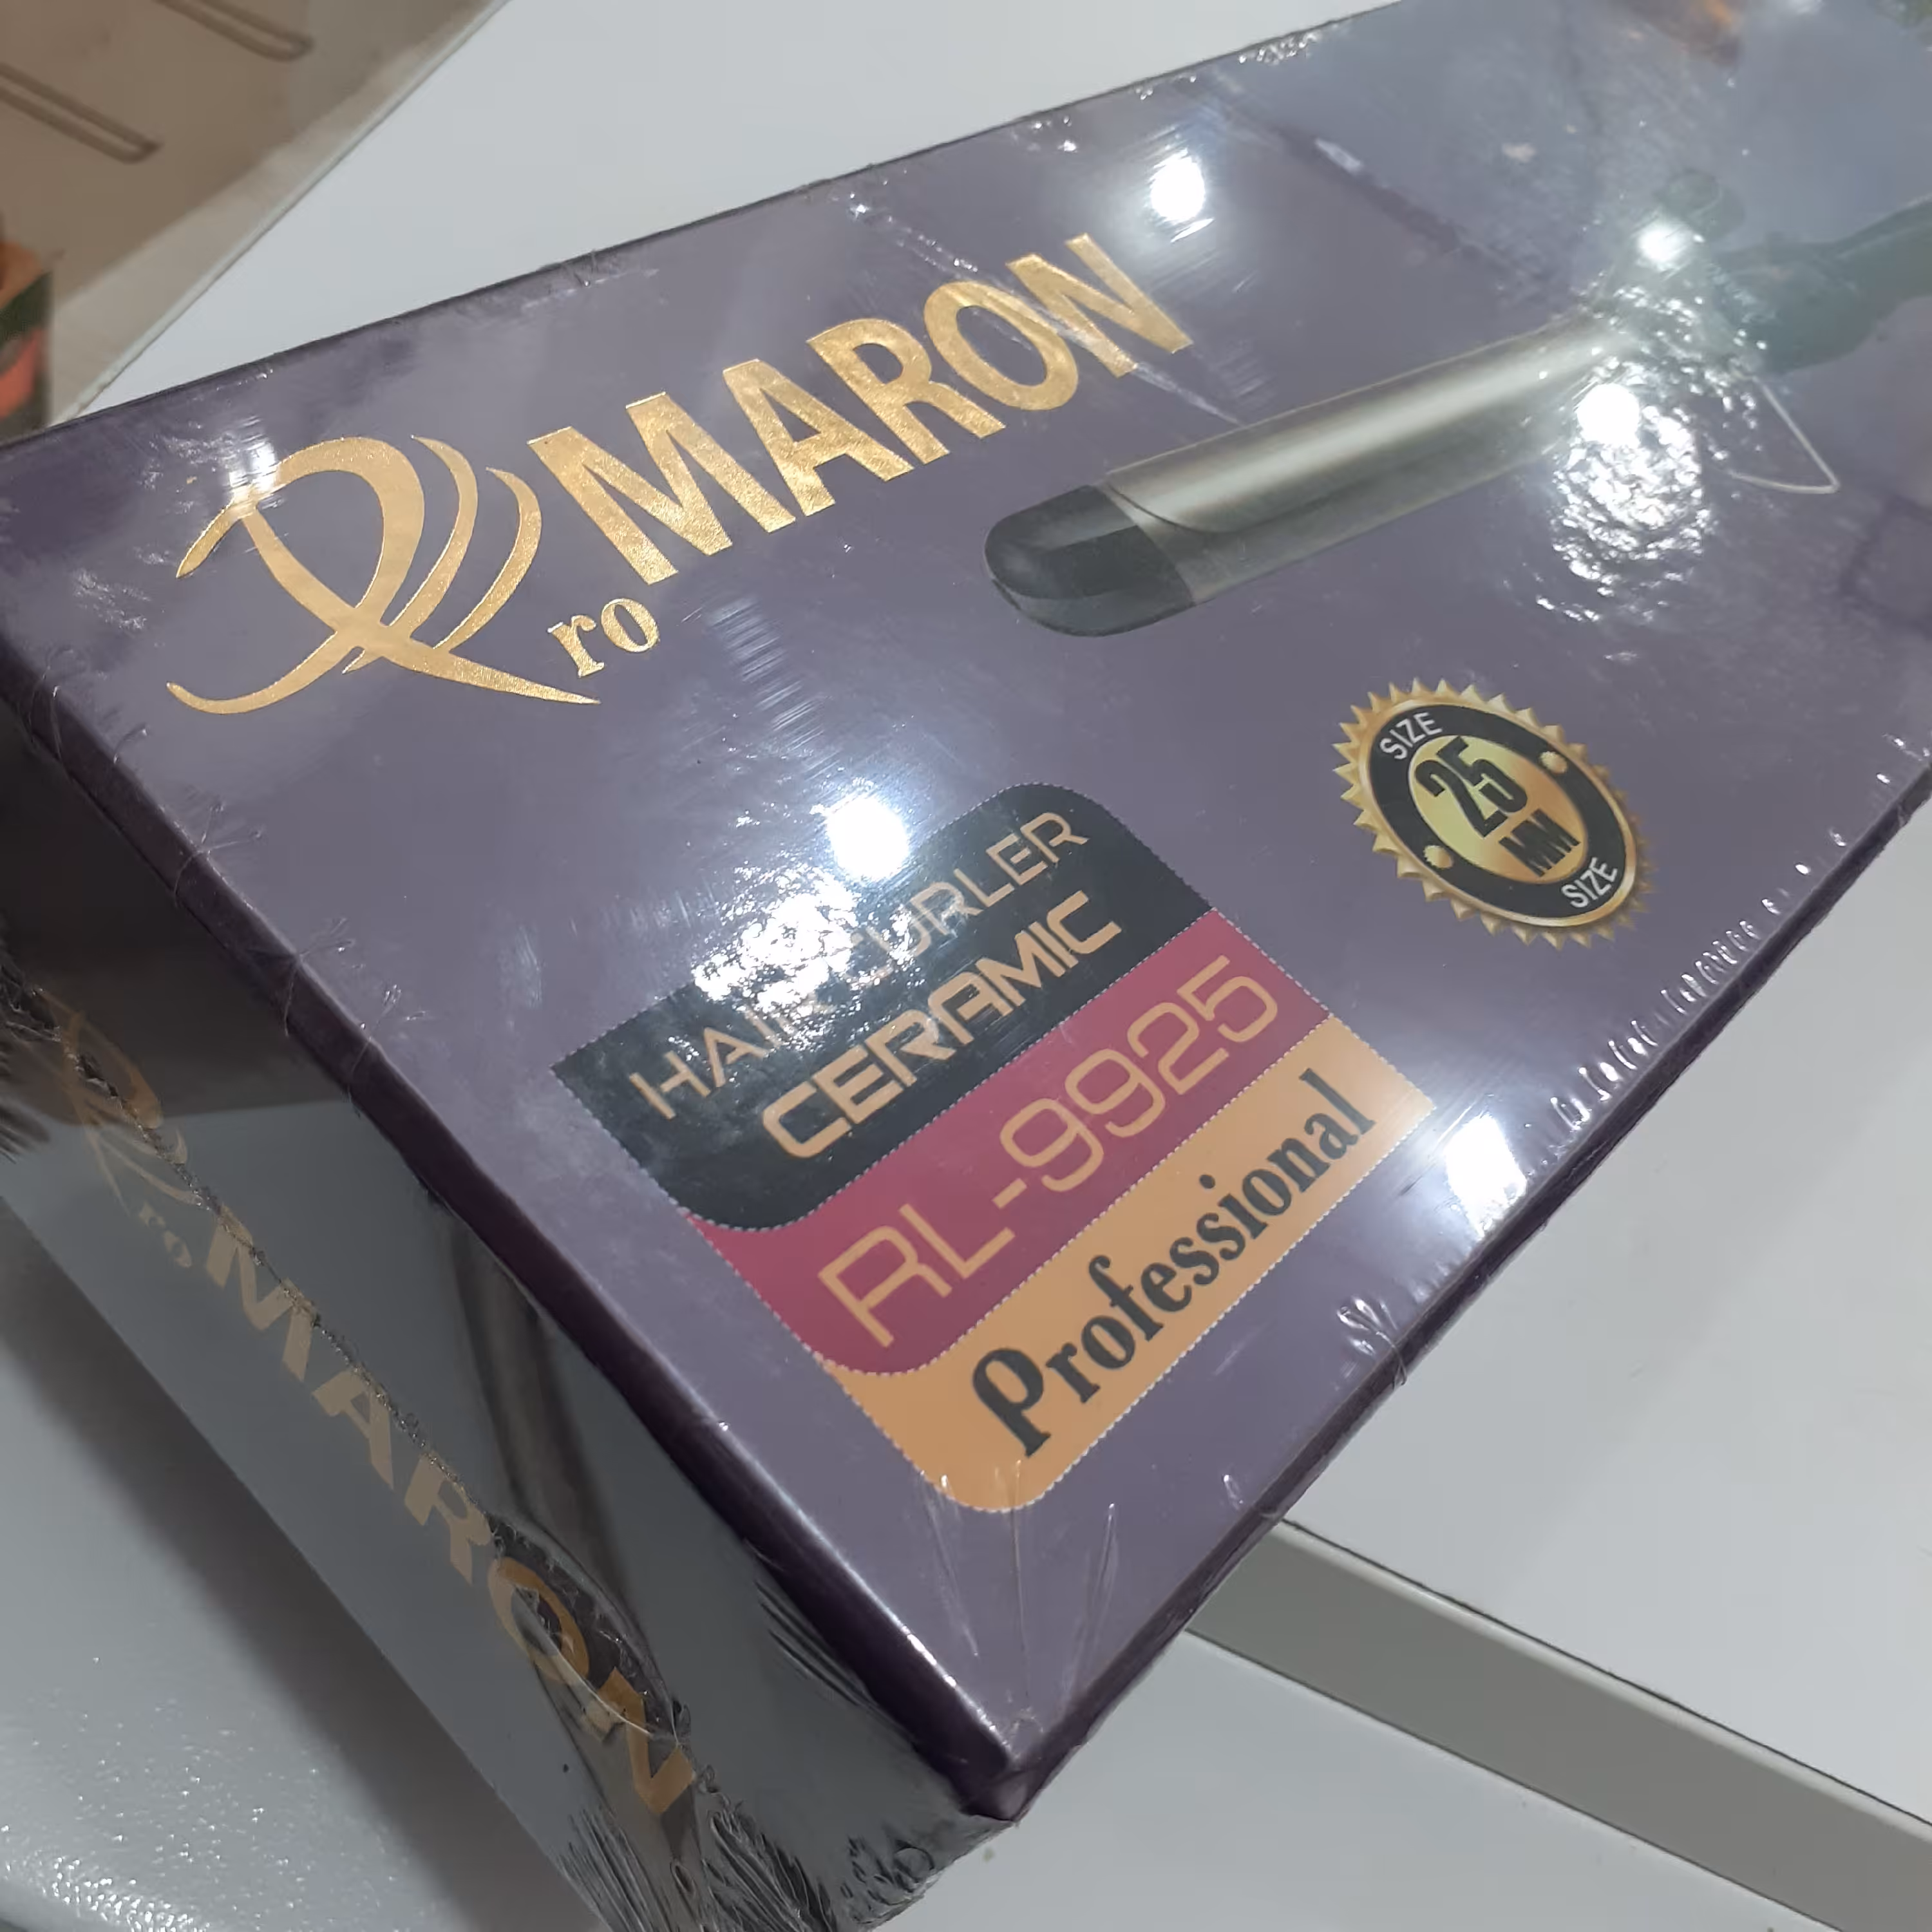 MARON
ro
SIZE
25
MM
SIZE
HAIR CURLER
CERAMIC
RL-9925
Professional
ro
MARON